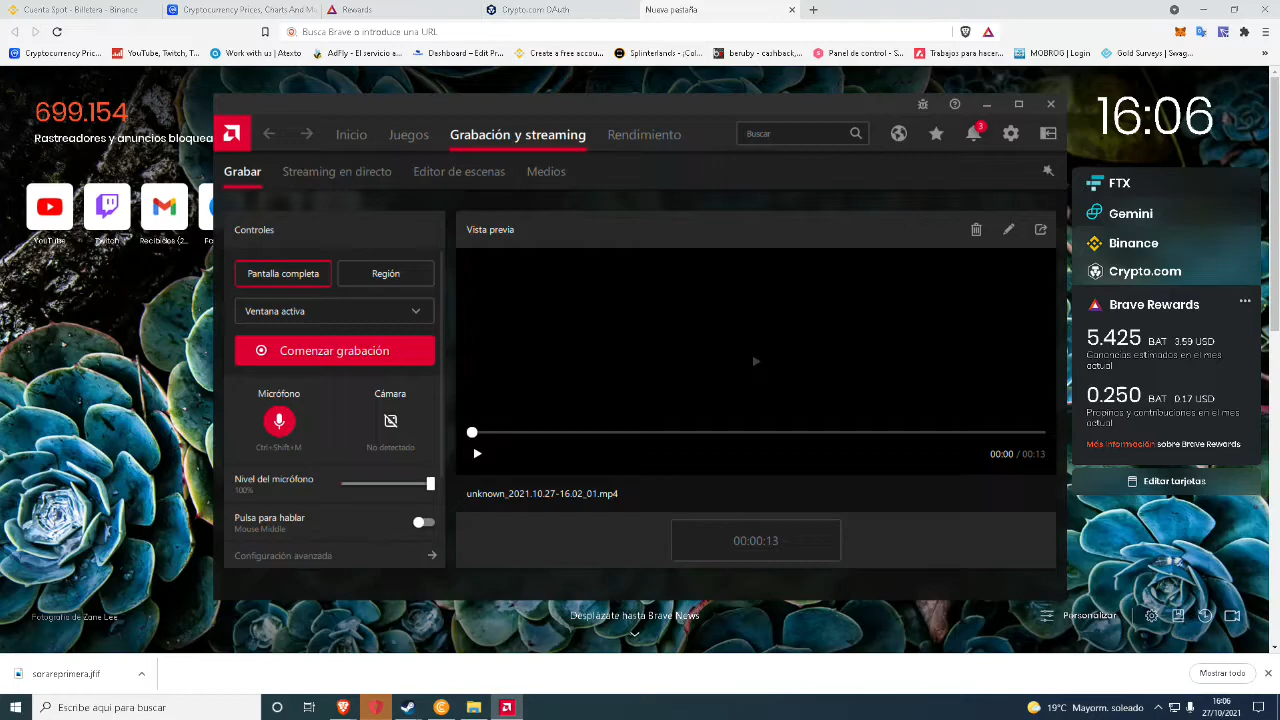 Cuenta Spot - Billetera - Binance
Cryptocurrency Prices, Charts And M
Rewards
Crypto.com OAuth
Nueva pestaña
Busca Brave o introduce una URL
Cryptocurrency Pric...
YouTube, Twitch, T...
Work with us | Atexto
AdFly - El servicio a...
Dashboard – Edit Pr...
Create a free accou...
Splinterlands - ¡Col...
beruby - cashback,...
Panel de control - S...
Trabajos para hacer...
MOBROG | Login
Gold Surveys | Swag...
699.154
Rastreadores y anuncios bloquea
YouTube
Twitch
Recibidos (2...
Inicio
Juegos
Grabación y streaming
Rendimiento
Buscar
3
Grabar
Streaming en directo
Editor de escenas
Medios
Controles
Pantalla completa
Región
Ventana activa
Comenzar grabación
Micrófono
Cámara
Ctrl+Shift+M
No detectado
Nivel del micrófono
100%
Pulsa para hablar
Mouse Middle
Configuración avanzada
Vista previa
00:00 / 00:13
unknown_2021.10.27-16.02_01.mp4
00:00:13
16:06
FTX
Gemini
Binance
Crypto.com
Brave Rewards
5.425 BAT 3.59 USD
Ganancias estimadas en el mes
actual
0.250 BAT 0.17 USD
Propinas y contribuciones en el mes
actual
Más información sobre Brave Rewards
Editar tarjetas
Fotografía de Zane Lee
Desplázate hasta Brave News
Personalizar
sorareprimera.jfif
Mostrar todo
Escribe aquí para buscar
19°C Mayorm. soleado
16:06
27/10/2021